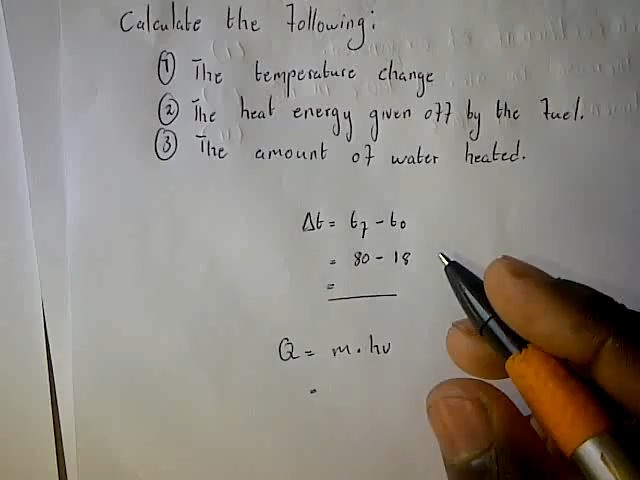 Calculate the following:
① The temperature change
② The heat energy given off by the fuel.
③ The amount of water heated.
Δt = tf - t0
= 80 - 18
=
Q = m . hv
=